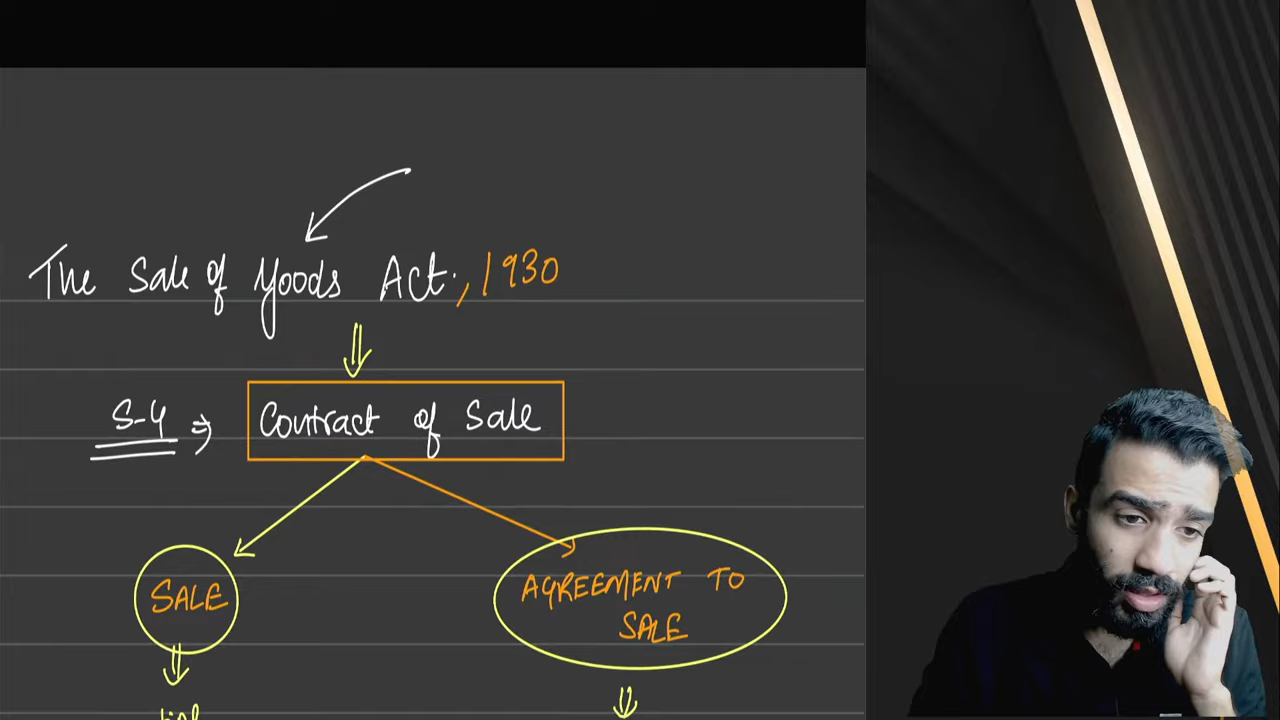 The Sale of Goods Act., 1930
S-4 ⇒ Contract of Sale
SALE
AGREEMENT TO
SALE